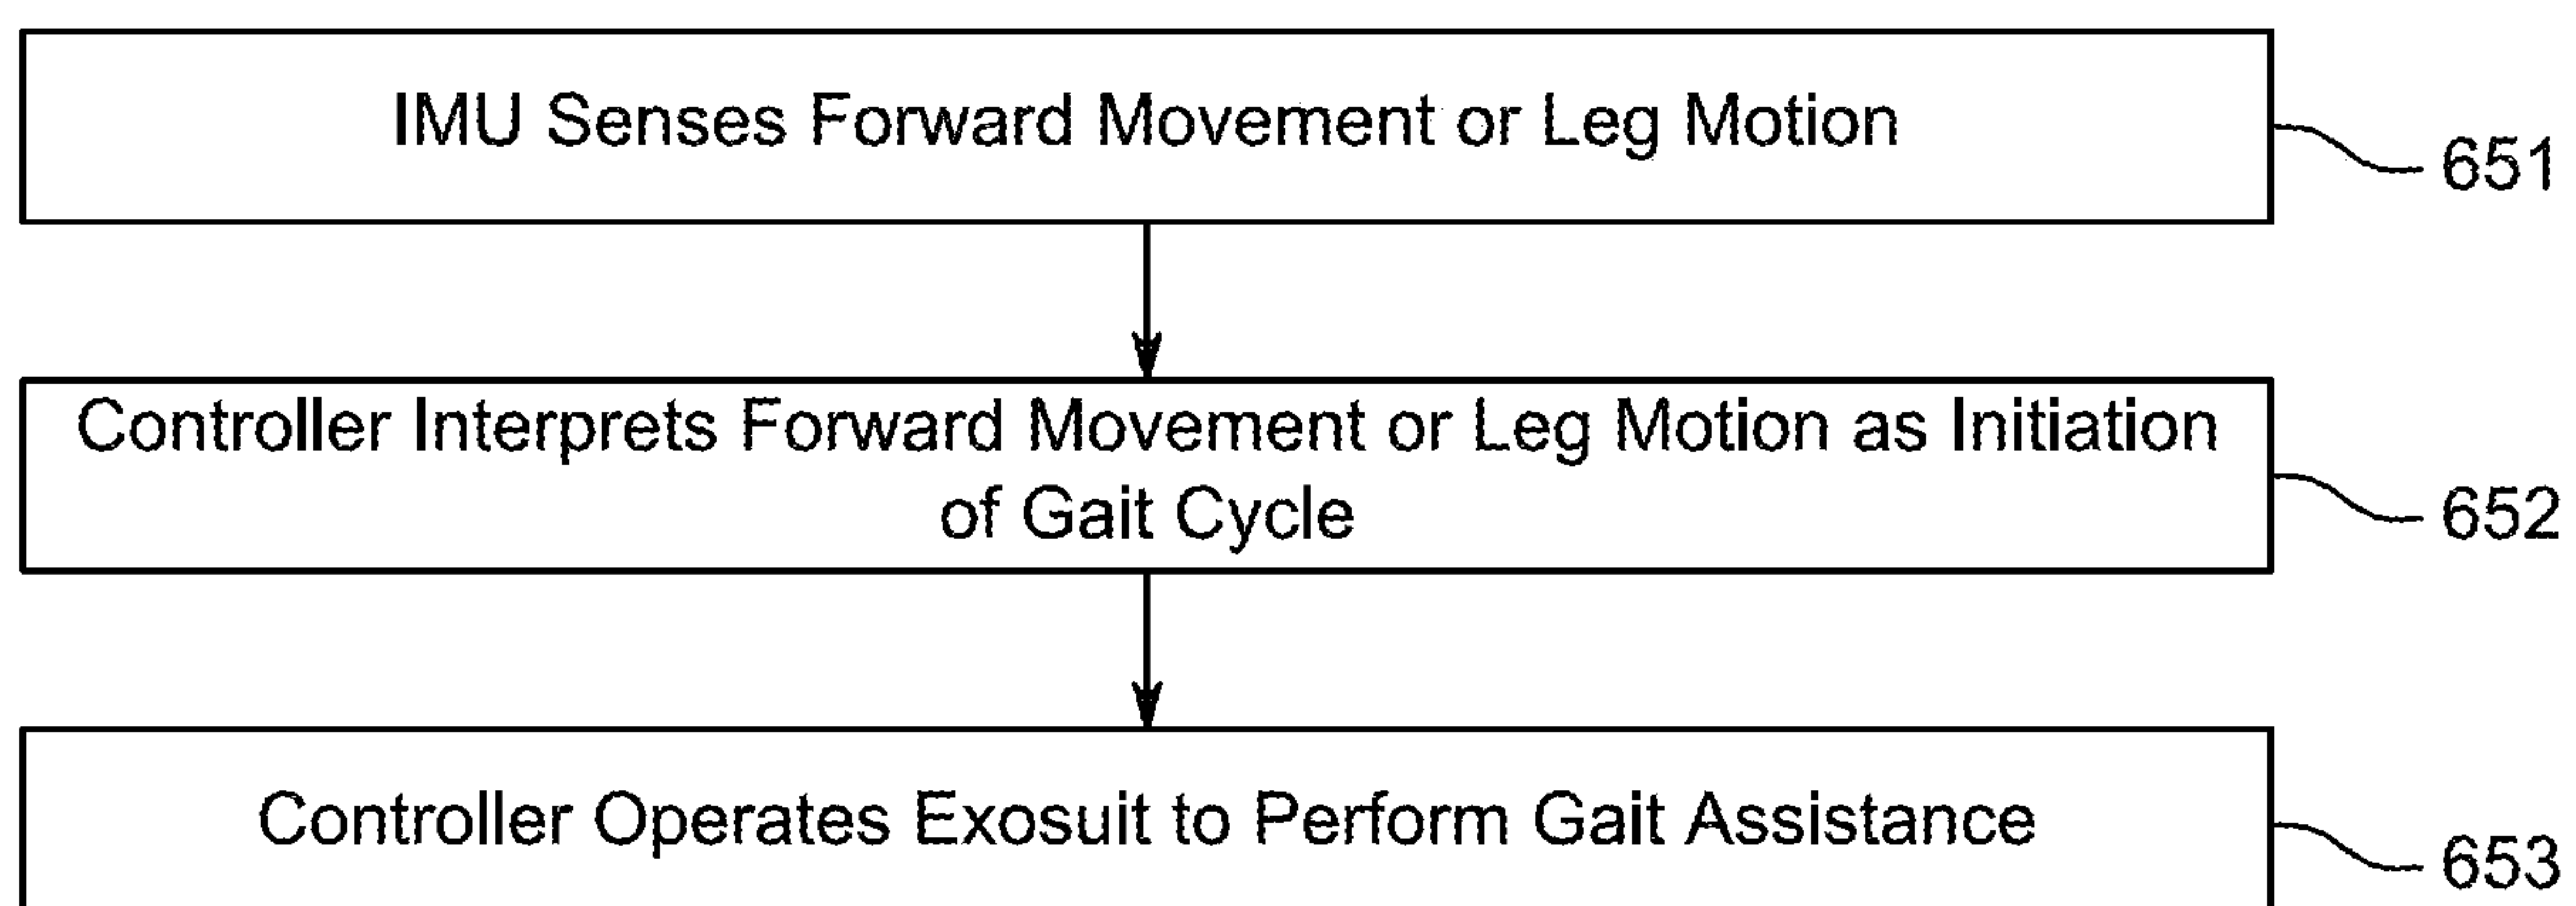 IMU Senses Forward Movement or Leg Motion
651
Controller Interprets Forward Movement or Leg Motion as Initiation
of Gait Cycle
652
Controller Operates Exosuit to Perform Gait Assistance
653